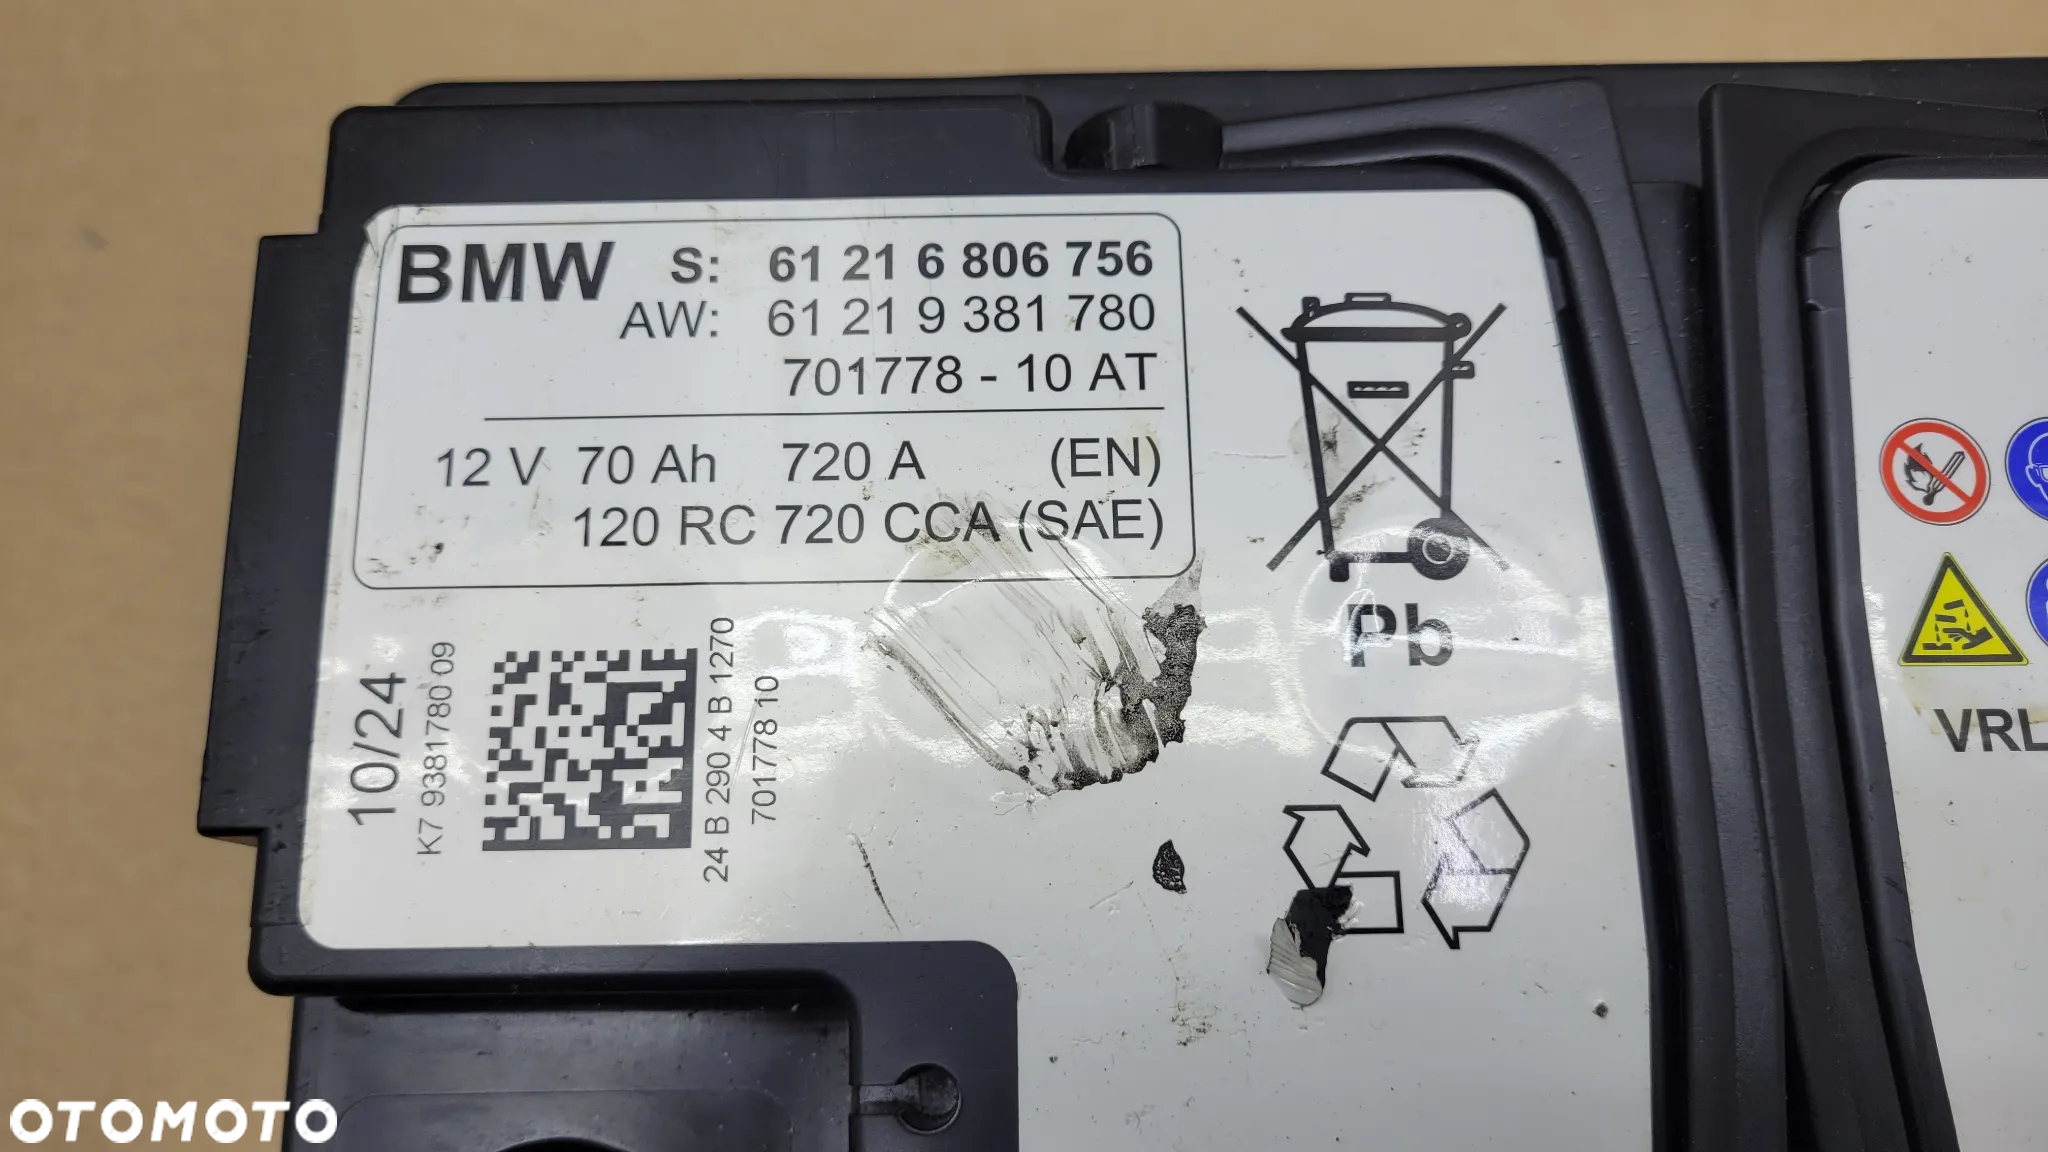 BMW S: 61 21 6 806 756
AW: 61 21 9 381 780
701778 - 10 AT
12 V 70 Ah 720 A (EN)
120 RC 720 CCA (SAE)
Pb
10/24
K7 9381780 09
24 B 290 4 B 1270
701778 10
VRL
OTOMOTO